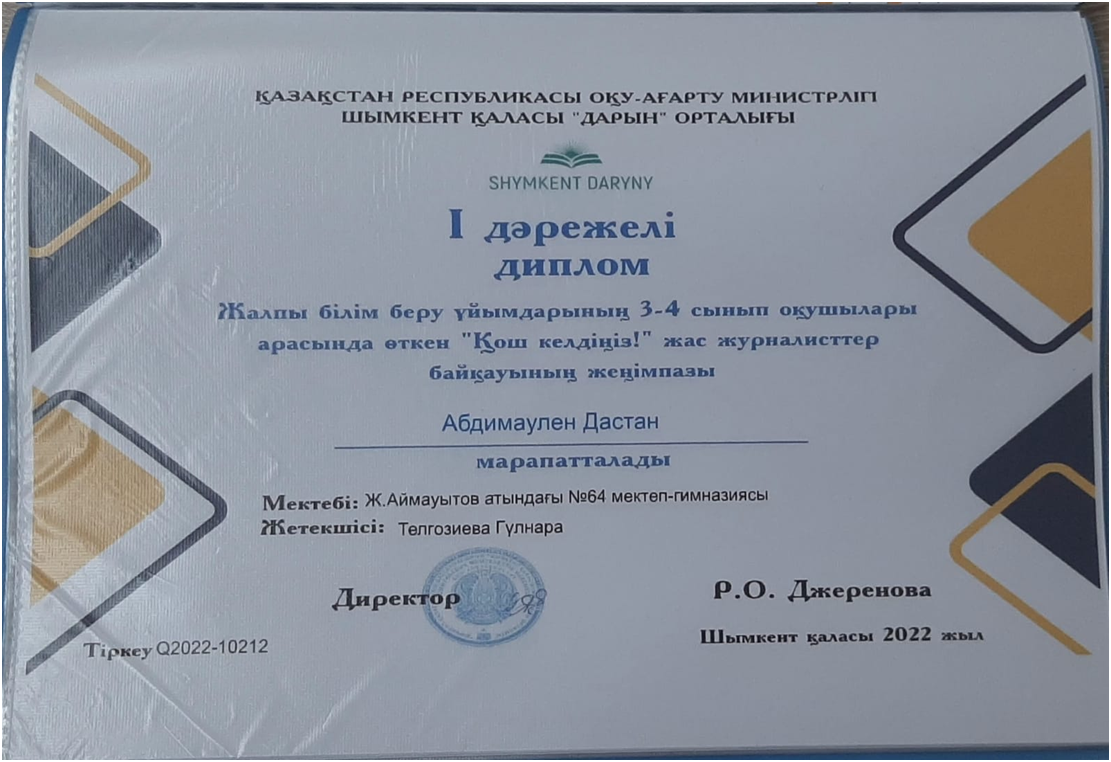 ҚАЗАҚСТАН РЕСПУБЛИКАСЫ ОҚУ-АҒАРТУ МИНИСТРЛІГІ
ШЫМКЕНТ ҚАЛАСЫ "ДАРЫН" ОРТАЛЫҒЫ
SHYMKENT DARYNY
І дәрежелі
диплом
Жалпы білім беру ұйымдарының 3-4 сынып оқушылары
арасында өткен "Қош келдіңіз!" жас журналисттер
байқауының жеңімпазы
Абдимаулен Дастан
марапатталады
Мектебі: Ж.Аймауытов атындағы №64 мектеп-гимназиясы
Жетекшісі: Телгозиева Гүлнара
Директор
Р.О. Джеренова
Шымкент қаласы 2022 жыл
Тіркеу Q2022-10212